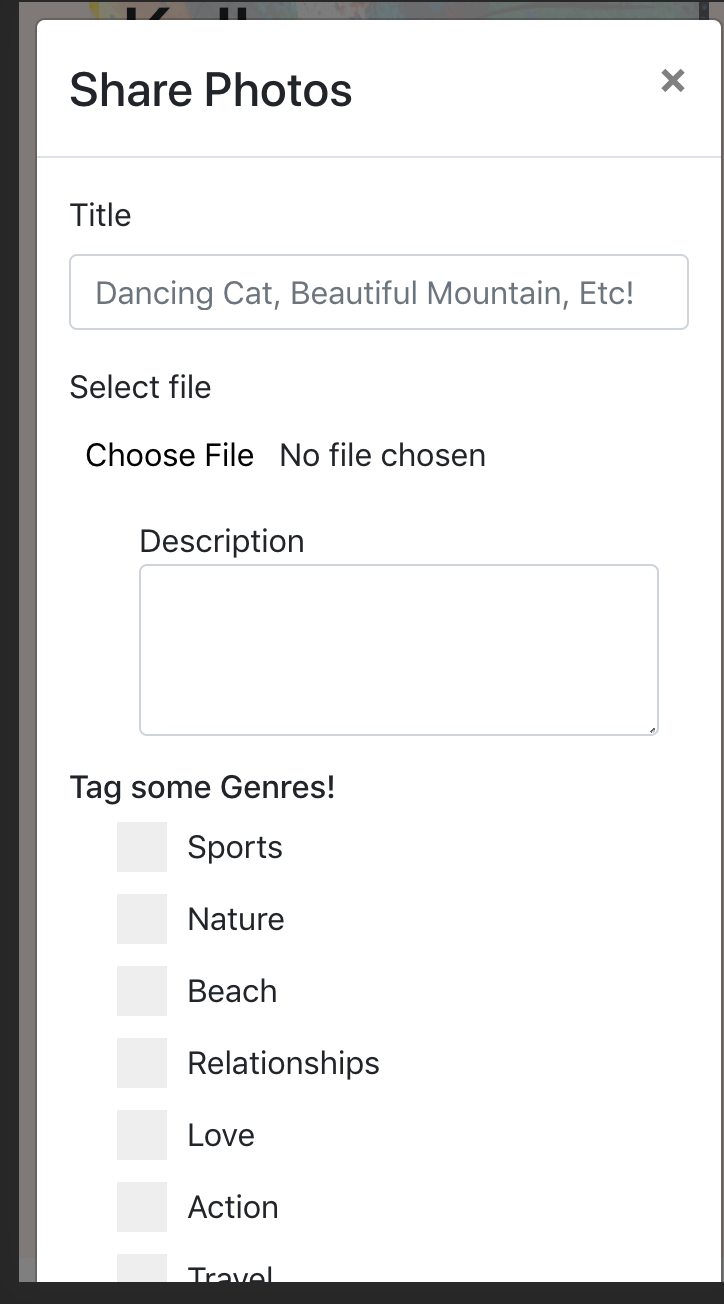 Share Photos ×
Title
Dancing Cat, Beautiful Mountain, Etc!
Select file
Choose File No file chosen
Description
Tag some Genres!
Sports
Nature
Beach
Relationships
Love
Action
Travel